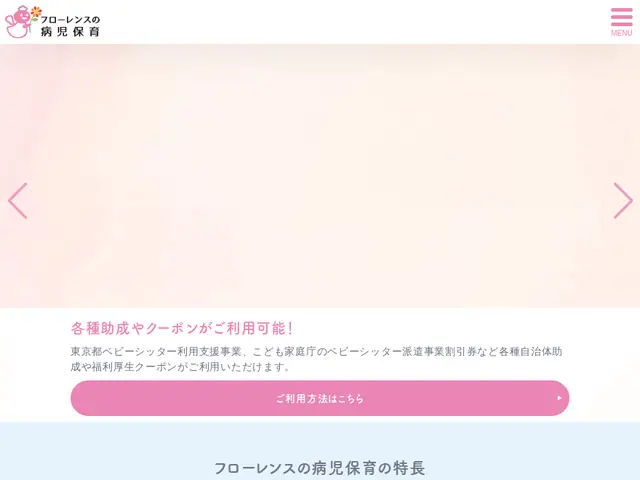 フローレンスの
病児保育
MENU
各種助成やクーポンがご利用可能！
東京都ベビーシッター利用支援事業、こども家庭庁のベビーシッター派遣事業割引券など各種自治体助
成や福利厚生クーポンがご利用いただけます。
ご利用方法はこちら
フローレンスの病児保育の特長